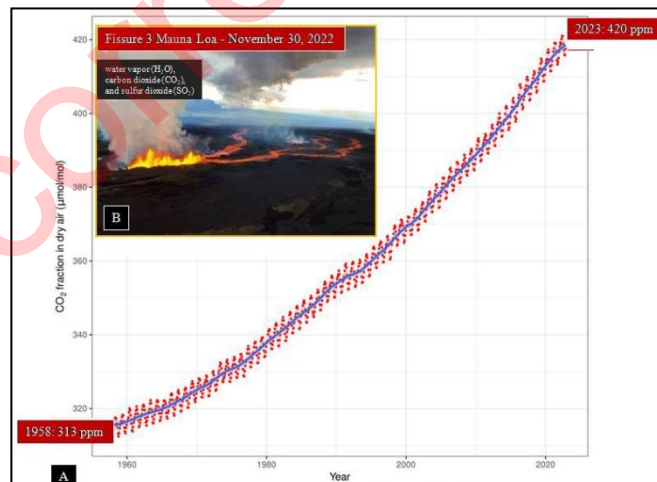 2023: 420 ppm
Fissure 3 Mauna Loa - November 30, 2022
water vapor (H₂O),
carbon dioxide (CO₂),
and sulfur dioxide (SO₂)
B
CO₂ fraction in dry air (µmol/mol)
420
400
380
360
340
320
1958: 313 ppm
A
1960
1980
2000
2020
Year